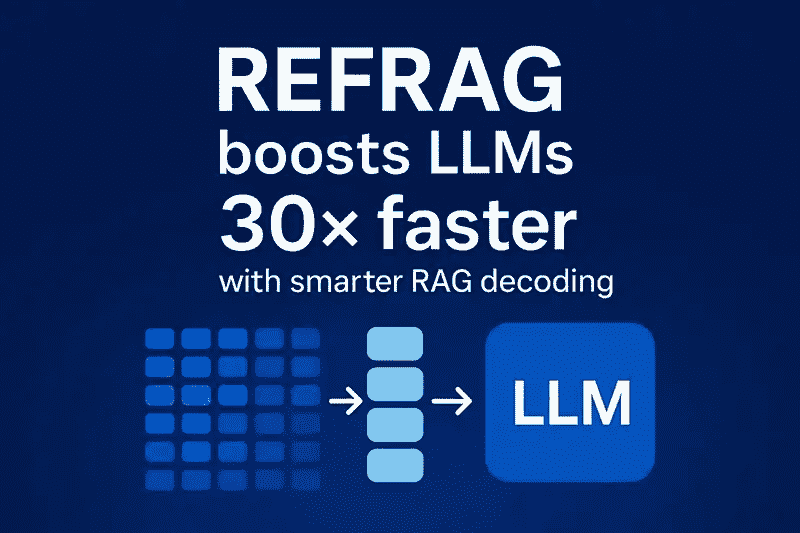 REFRAG
boosts LLMs
30× faster
with smarter RAG decoding
LLM